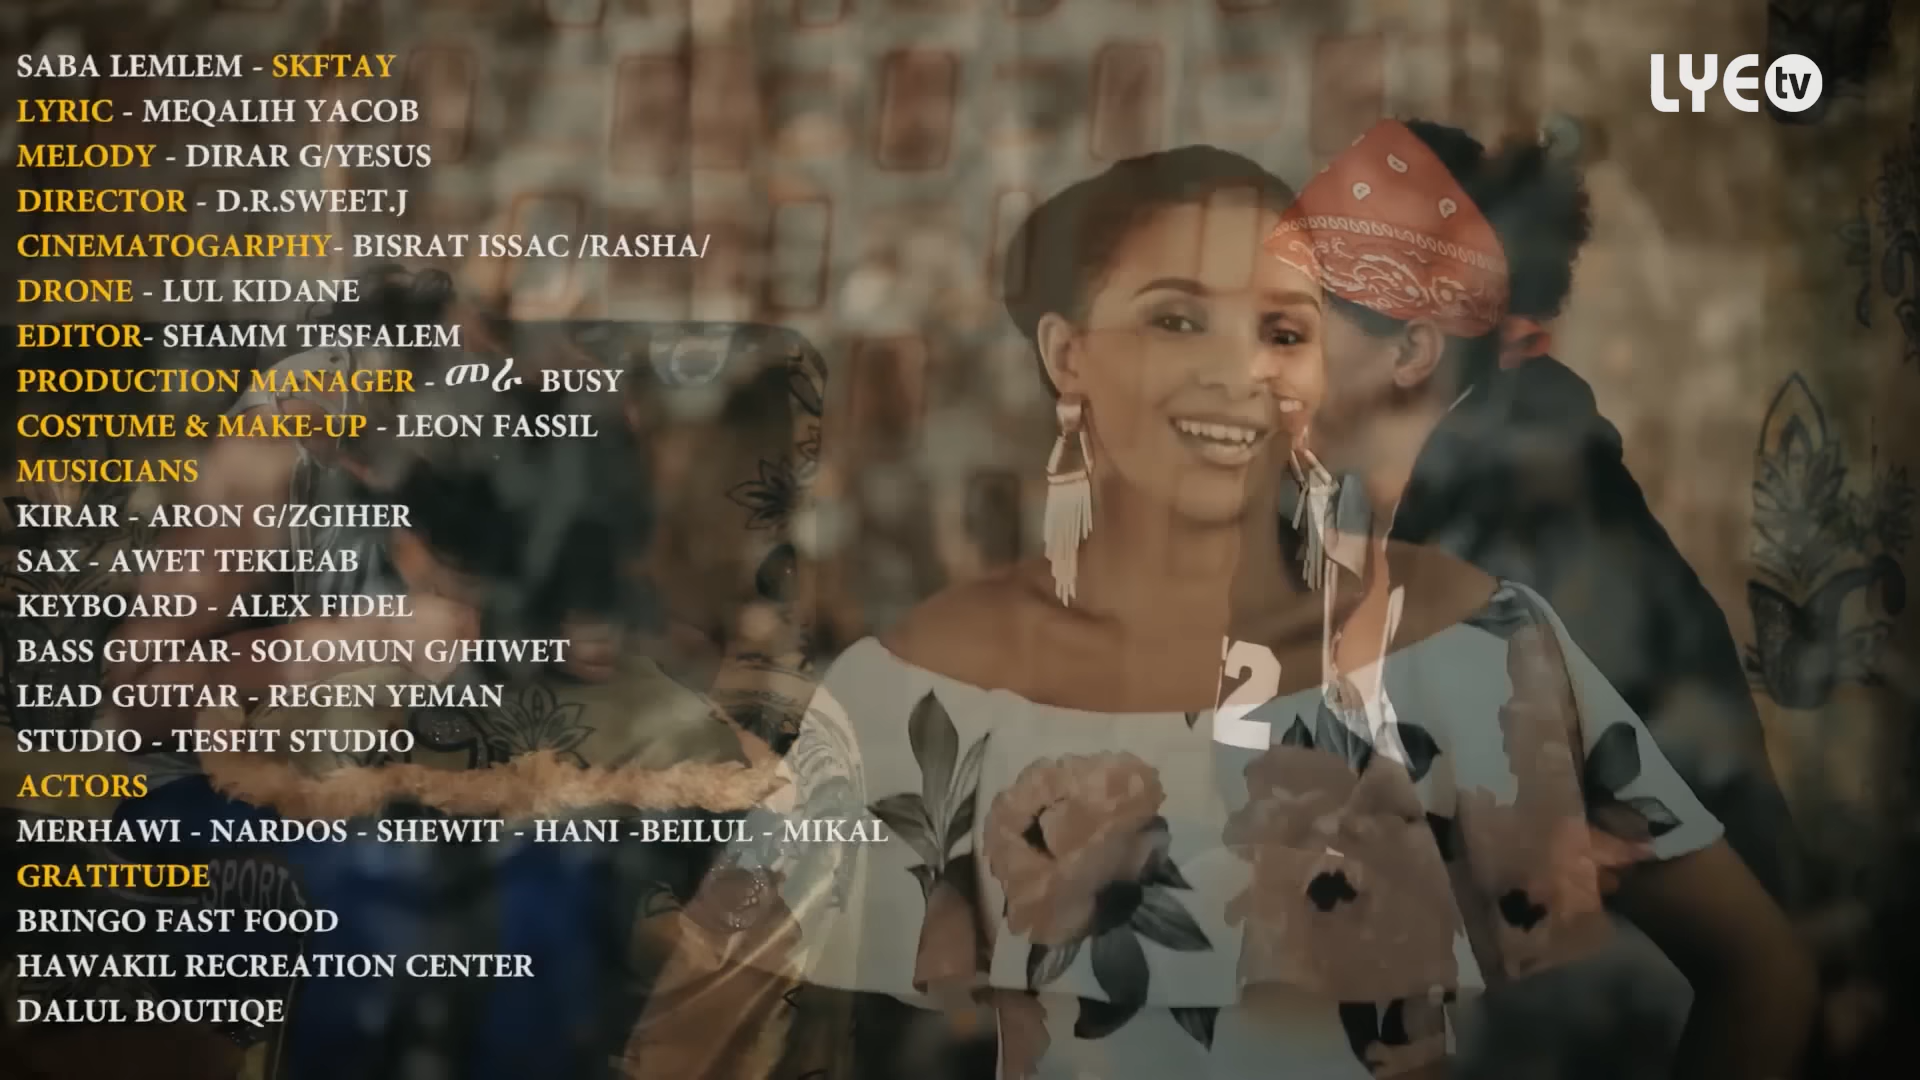 SABA LEMLEM - SKFTAY
LYE tv
LYRIC - MEQALIH YACOB
MELODY - DIRAR G/YESUS
DIRECTOR - D.R.SWEET.J
CINEMATOGARPHY- BISRAT ISSAC /RASHA/
DRONE - LUL KIDANE
EDITOR- SHAMM TESFALEM
PRODUCTION MANAGER - መራ BUSY
COSTUME & MAKE-UP - LEON FASSIL
MUSICIANS
KIRAR - ARON G/ZGIHER
SAX - AWET TEKLEAB
KEYBOARD - ALEX FIDEL
BASS GUITAR- SOLOMUN G/HIWET
LEAD GUITAR - REGEN YEMAN
STUDIO - TESFIT STUDIO
ACTORS
MERHAWI - NARDOS - SHEWIT - HANI -BEILUL - MIKAL
GRATITUDE
BRINGO FAST FOOD
HAWAKIL RECREATION CENTER
DALUL BOUTIQE
2
SPORT